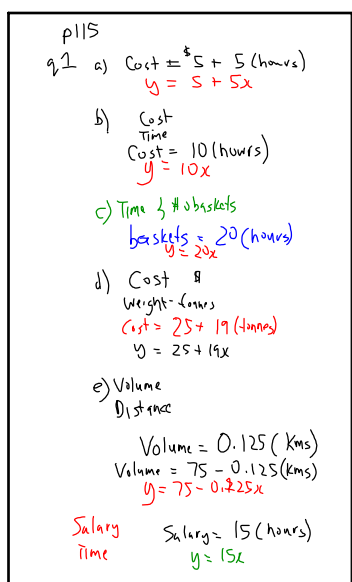 p115
q1 a) Cost = $5 + 5 (hours)
y = 5 + 5x
b) Cost
Time
Cost = 10 (hours)
y = 10x
c) Time & # baskets
baskets = 20 (hours)
y = 20x
d) Cost $
Weight - tonnes
Cost = 25 + 19 (tonnes)
y = 25 + 19x
e) Volume
Distance
Volume = 0.125 (Kms)
Volume = 75 - 0.125 (kms)
y = 75 - 0.125x
Salary
Time
Salary = 15 (hours)
y = 15x